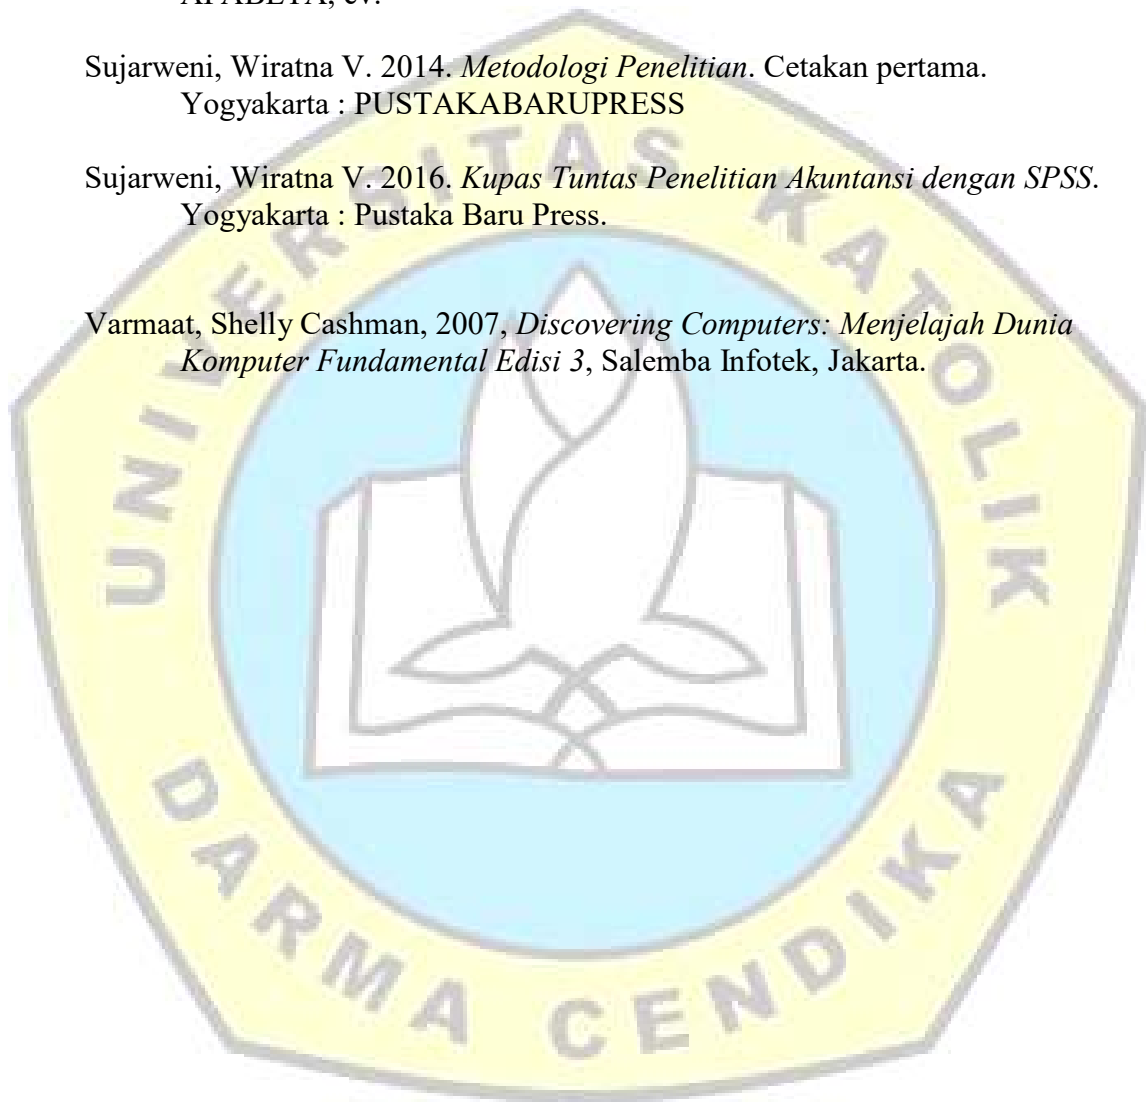 Sujarweni, Wiratna V. 2014. Metodologi Penelitian. Cetakan pertama.
Yogyakarta : PUSTAKABARUPRESS
Sujarweni, Wiratna V. 2016. Kupas Tuntas Penelitian Akuntansi dengan SPSS.
Yogyakarta : Pustaka Baru Press.
Varmaat, Shelly Cashman, 2007, Discovering Computers: Menjelajah Dunia
Komputer Fundamental Edisi 3, Salemba Infotek, Jakarta.
UNIVERSITAS KATOLIK
DARMA CENDIKA